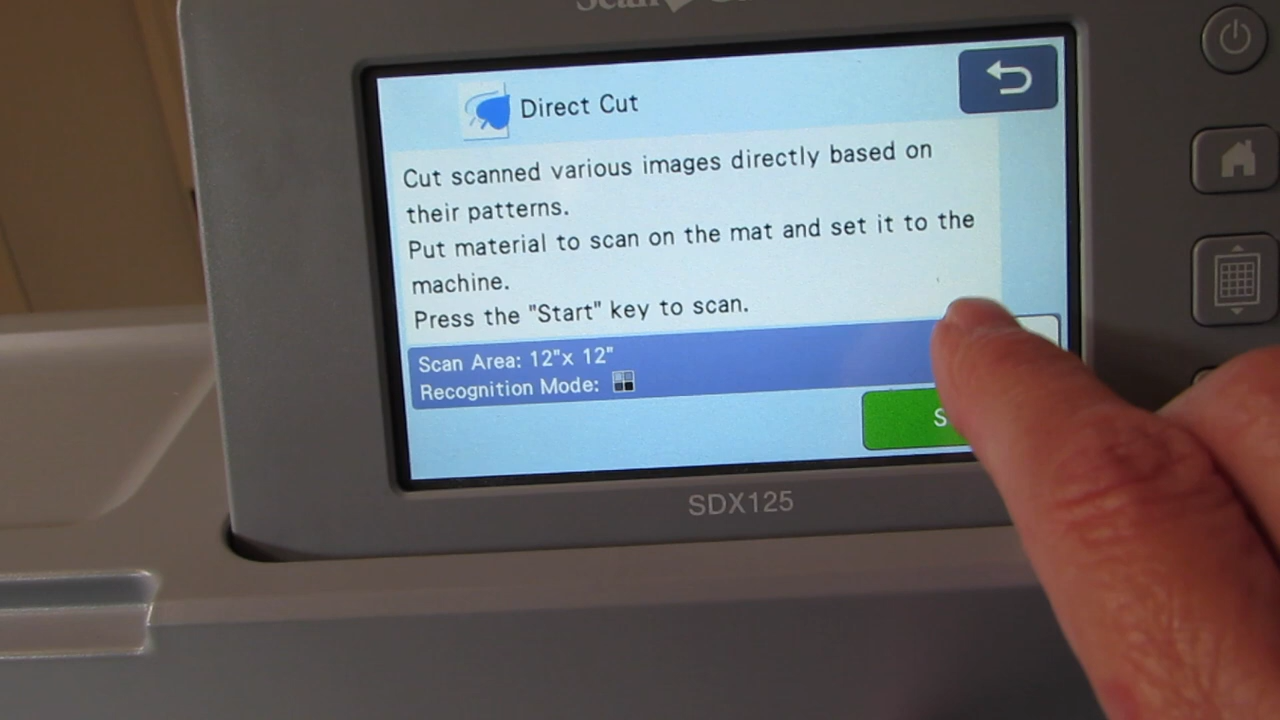 Scan
Direct Cut
Cut scanned various images directly based on
their patterns.
Put material to scan on the mat and set it to the
machine.
Press the "Start" key to scan.
Scan Area: 12"x 12"
Recognition Mode:
S
SDX125